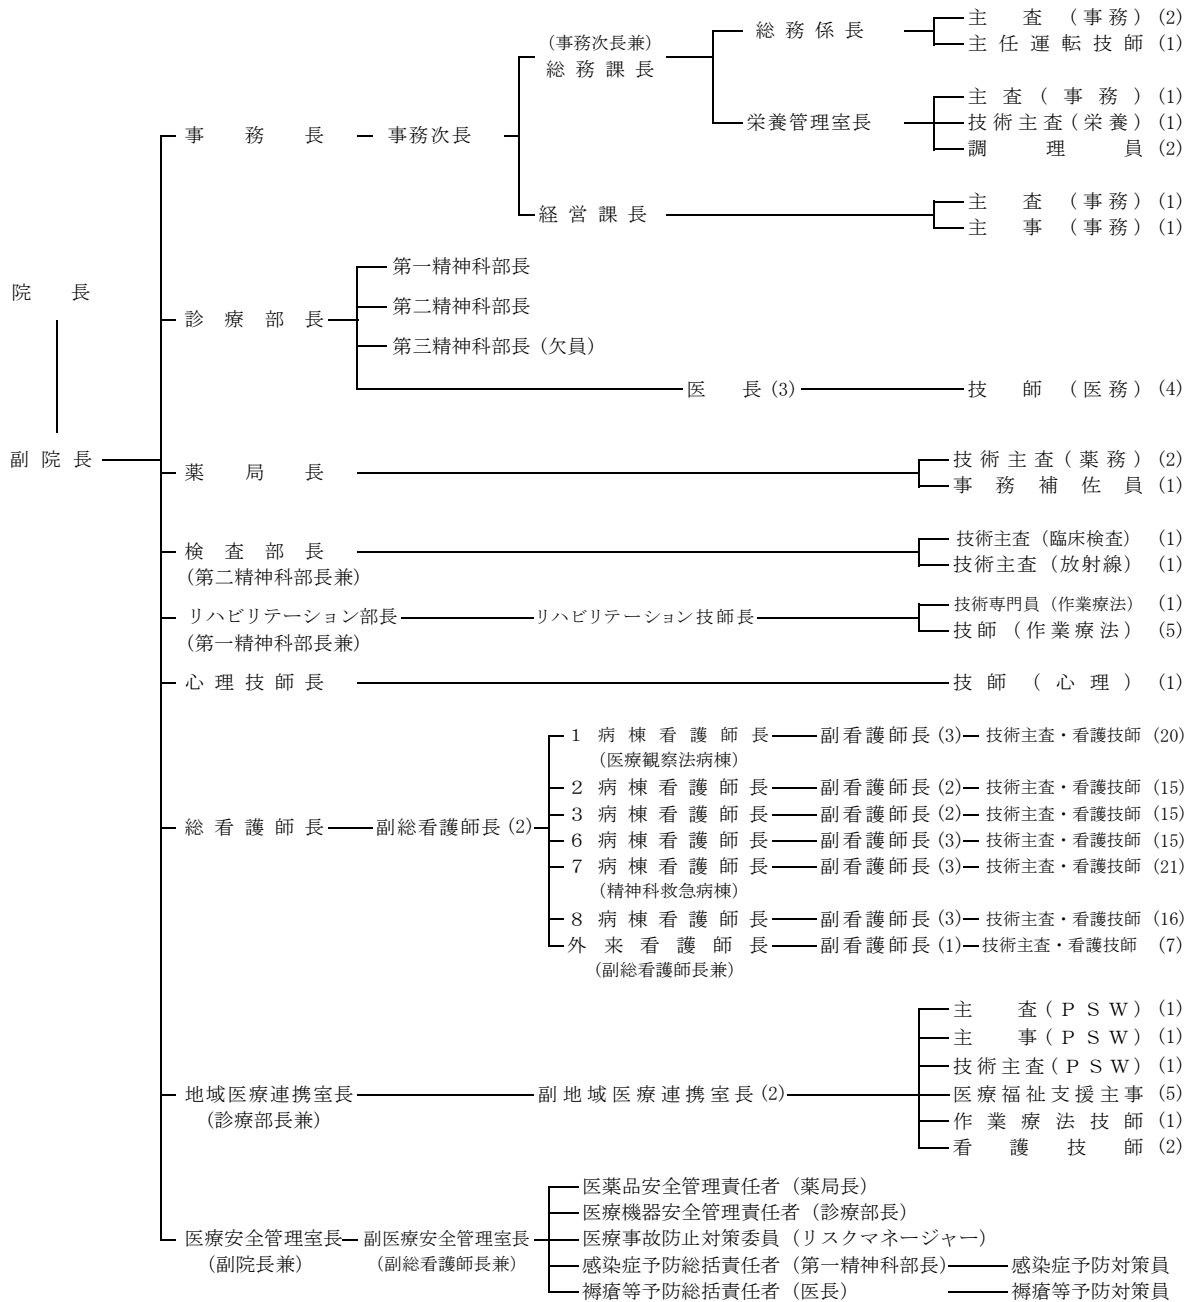 主査(事務)(2)
総務係長
(事務次長兼)
主任運転技師(1)
総務課長
主査(事務)(1)
栄養管理室長 技術主査(栄養)(1)
事務長 事務次長
調理員(2)
主査(事務)(1)
経営課長
主事(事務)(1)
第一精神科部長
院長
第二精神科部長
診療部長
第三精神科部長(欠員)
医長(3) 技師(医務)(4)
副院長
技術主査(薬務)(2)
薬局長
事務補佐員(1)
技術主査(臨床検査)(1)
検査部長
技術主査(放射線)(1)
(第二精神科部長兼)
技術専門員(作業療法)(1)
リハビリテーション部長 リハビリテーション技師長
技師(作業療法)(5)
(第一精神科部長兼)
心理技師長 技師(心理)(1)
1 病棟看護師長 副看護師長(3) 技術主査・看護技師(20)
(医療観察法病棟)
2 病棟看護師長 副看護師長(2) 技術主査・看護技師(15)
3 病棟看護師長 副看護師長(2) 技術主査・看護技師(15)
総看護師長 副総看護師長(2)
6 病棟看護師長 副看護師長(3) 技術主査・看護技師(15)
7 病棟看護師長 副看護師長(3) 技術主査・看護技師(21)
(精神科救急病棟)
8 病棟看護師長 副看護師長(3) 技術主査・看護技師(16)
外来看護師長 副看護師長(1) 技術主査・看護技師(7)
(副総看護師長兼)
主査(PSW)(1)
主事(PSW)(1)
技術主査(PSW)(1)
地域医療連携室長 副地域医療連携室長(2) 医療福祉支援主事(5)
(診療部長兼)
作業療法技師(1)
看護技師(2)
医薬品安全管理責任者(薬局長)
医療機器安全管理責任者(診療部長)
医療安全管理室長 副医療安全管理室長 医療事故防止対策委員(リスクマネージャー)
(副院長兼) (副総看護師長兼)
感染症予防総括責任者(第一精神科部長) 感染症予防対策員
褥瘡等予防総括責任者(医長) 褥瘡等予防対策員